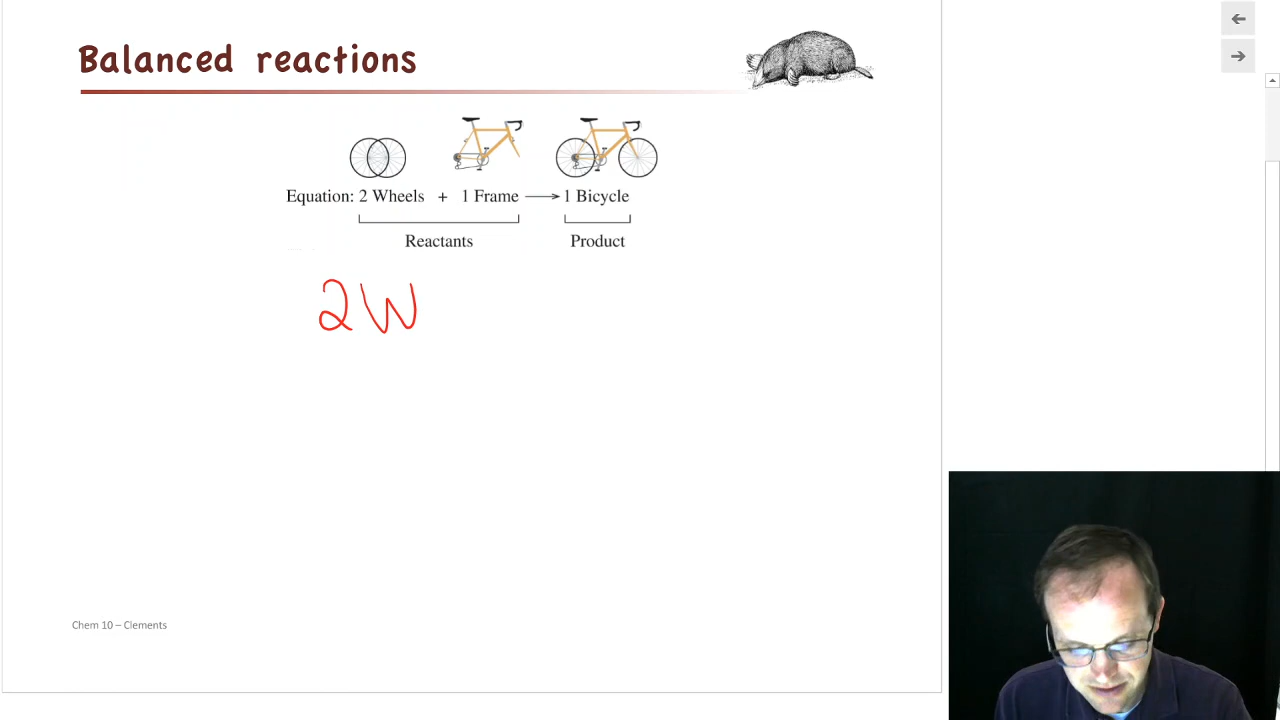 Balanced reactions
Equation: 2 Wheels + 1 Frame ⟶ 1 Bicycle
Reactants Product
2W
Chem 10 – Clements